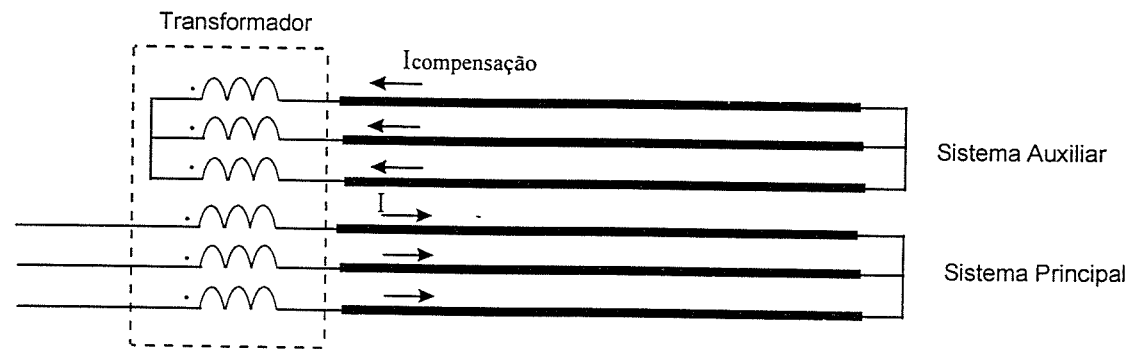 Transformador
Icompensação
Sistema Auxiliar
I
Sistema Principal